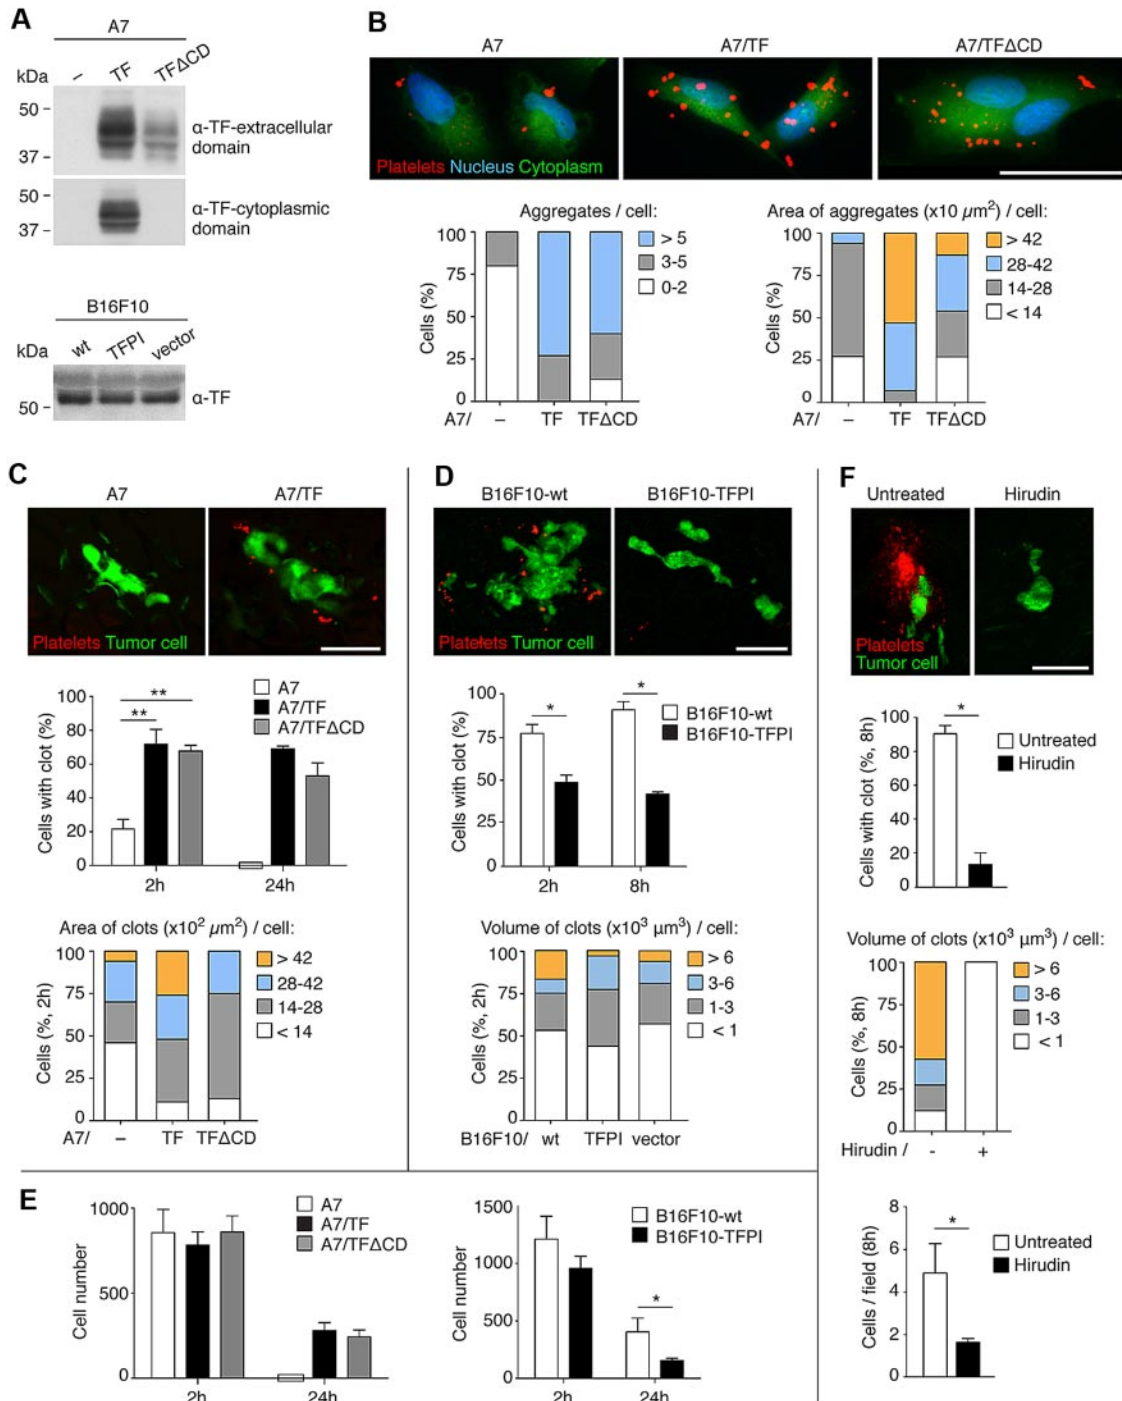 A
A7
kDa
–
TF
TFΔCD
50
37
α-TF-extracellular
domain
50
37
α-TF-cytoplasmic
domain
B16F10
kDa
wt
TFPI
vector
50
α-TF
B
A7
A7/TF
A7/TFΔCD
Platelets Nucleus Cytoplasm
Aggregates / cell:
100
75
50
25
0
Cells (%)
> 5
3-5
0-2
A7/ – TF TFΔCD
Area of aggregates (x10 µm²) / cell:
100
75
50
25
0
Cells (%)
> 42
28-42
14-28
< 14
A7/ – TF TFΔCD
C
A7
A7/TF
Platelets Tumor cell
100
80
60
40
20
0
Cells with clot (%)
**
**
A7
A7/TF
A7/TFΔCD
2h 24h
Area of clots (x10² µm²) / cell:
100
75
50
25
0
Cells (%, 2h)
> 42
28-42
14-28
< 14
A7/ – TF TFΔCD
D
B16F10-wt
B16F10-TFPI
Platelets Tumor cell
100
75
50
25
0
Cells with clot (%)
*
*
B16F10-wt
B16F10-TFPI
2h 8h
Volume of clots (x10³ µm³) / cell:
100
75
50
25
0
Cells (%, 2h)
> 6
3-6
1-3
< 1
B16F10/ wt TFPI vector
E
1000
500
0
Cell number
A7
A7/TF
A7/TFΔCD
2h 24h
1500
1000
500
0
Cell number
*
B16F10-wt
B16F10-TFPI
2h 24h
F
Untreated
Hirudin
Platelets
Tumor cell
100
80
60
40
20
0
Cells with clot (%, 8h)
*
Untreated
Hirudin
Volume of clots (x10³ µm³) / cell:
100
75
50
25
0
Cells (%, 8h)
> 6
3-6
1-3
< 1
Hirudin / - +
8
6
4
2
0
Cells / field (8h)
*
Untreated
Hirudin